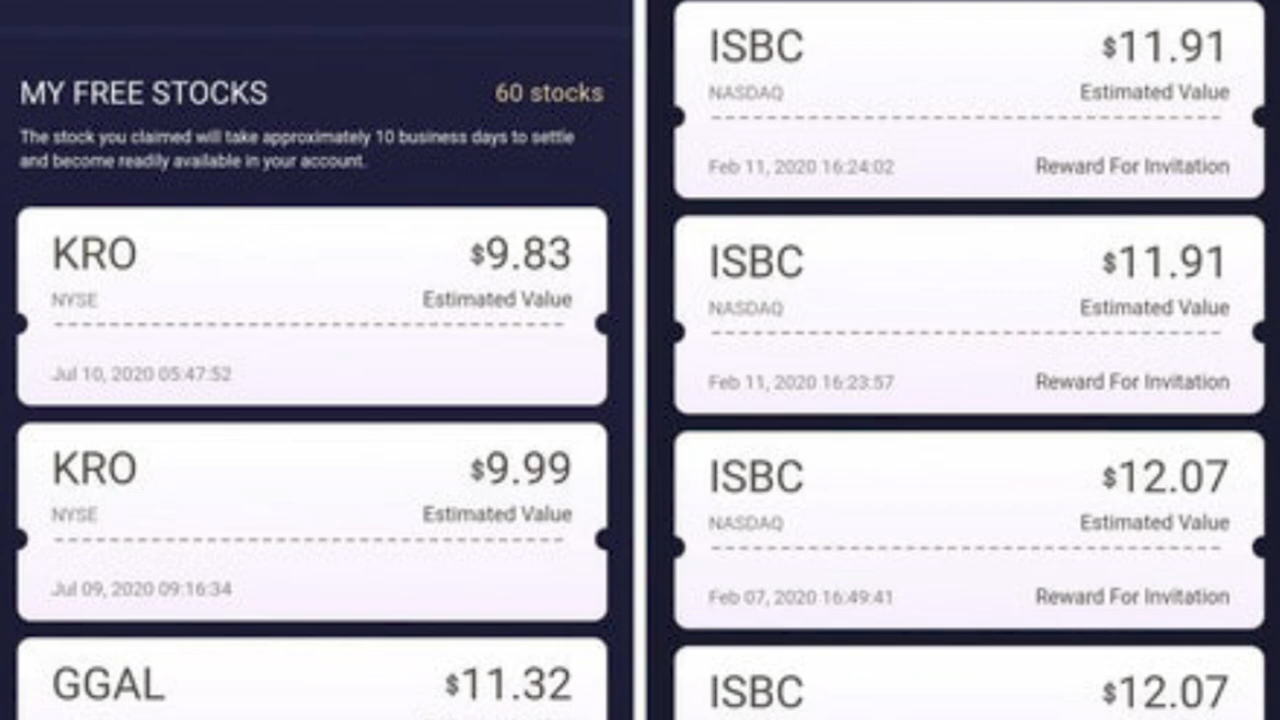 MY FREE STOCKS 60 stocks
The stock you claimed will take approximately 10 business days to settle
and become readily available in your account.
KRO $9.83
NYSE Estimated Value
Jul 10, 2020 05:47:52
KRO $9.99
NYSE Estimated Value
Jul 09, 2020 09:16:34
GGAL $11.32
ISBC $11.91
NASDAQ Estimated Value
Feb 11, 2020 16:24:02 Reward For Invitation
ISBC $11.91
NASDAQ Estimated Value
Feb 11, 2020 16:23:57 Reward For Invitation
ISBC $12.07
NASDAQ Estimated Value
Feb 07, 2020 16:49:41 Reward For Invitation
ISBC $12.07